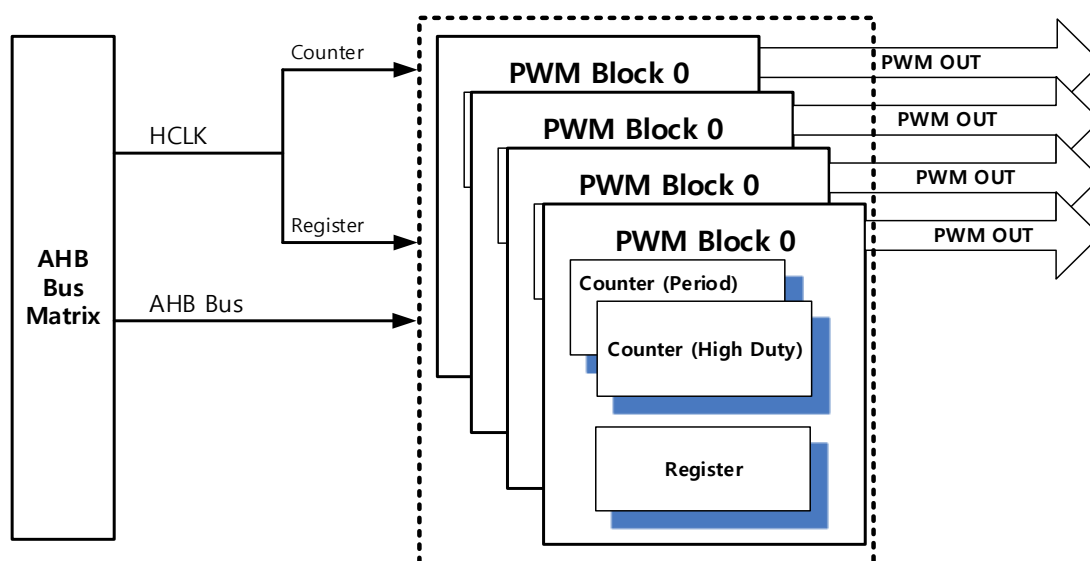 AHB
Bus
Matrix
HCLK
Counter
Register
AHB Bus
PWM Block 0
PWM Block 0
PWM Block 0
PWM Block 0
Counter (Period)
Counter (High Duty)
Register
PWM OUT
PWM OUT
PWM OUT
PWM OUT